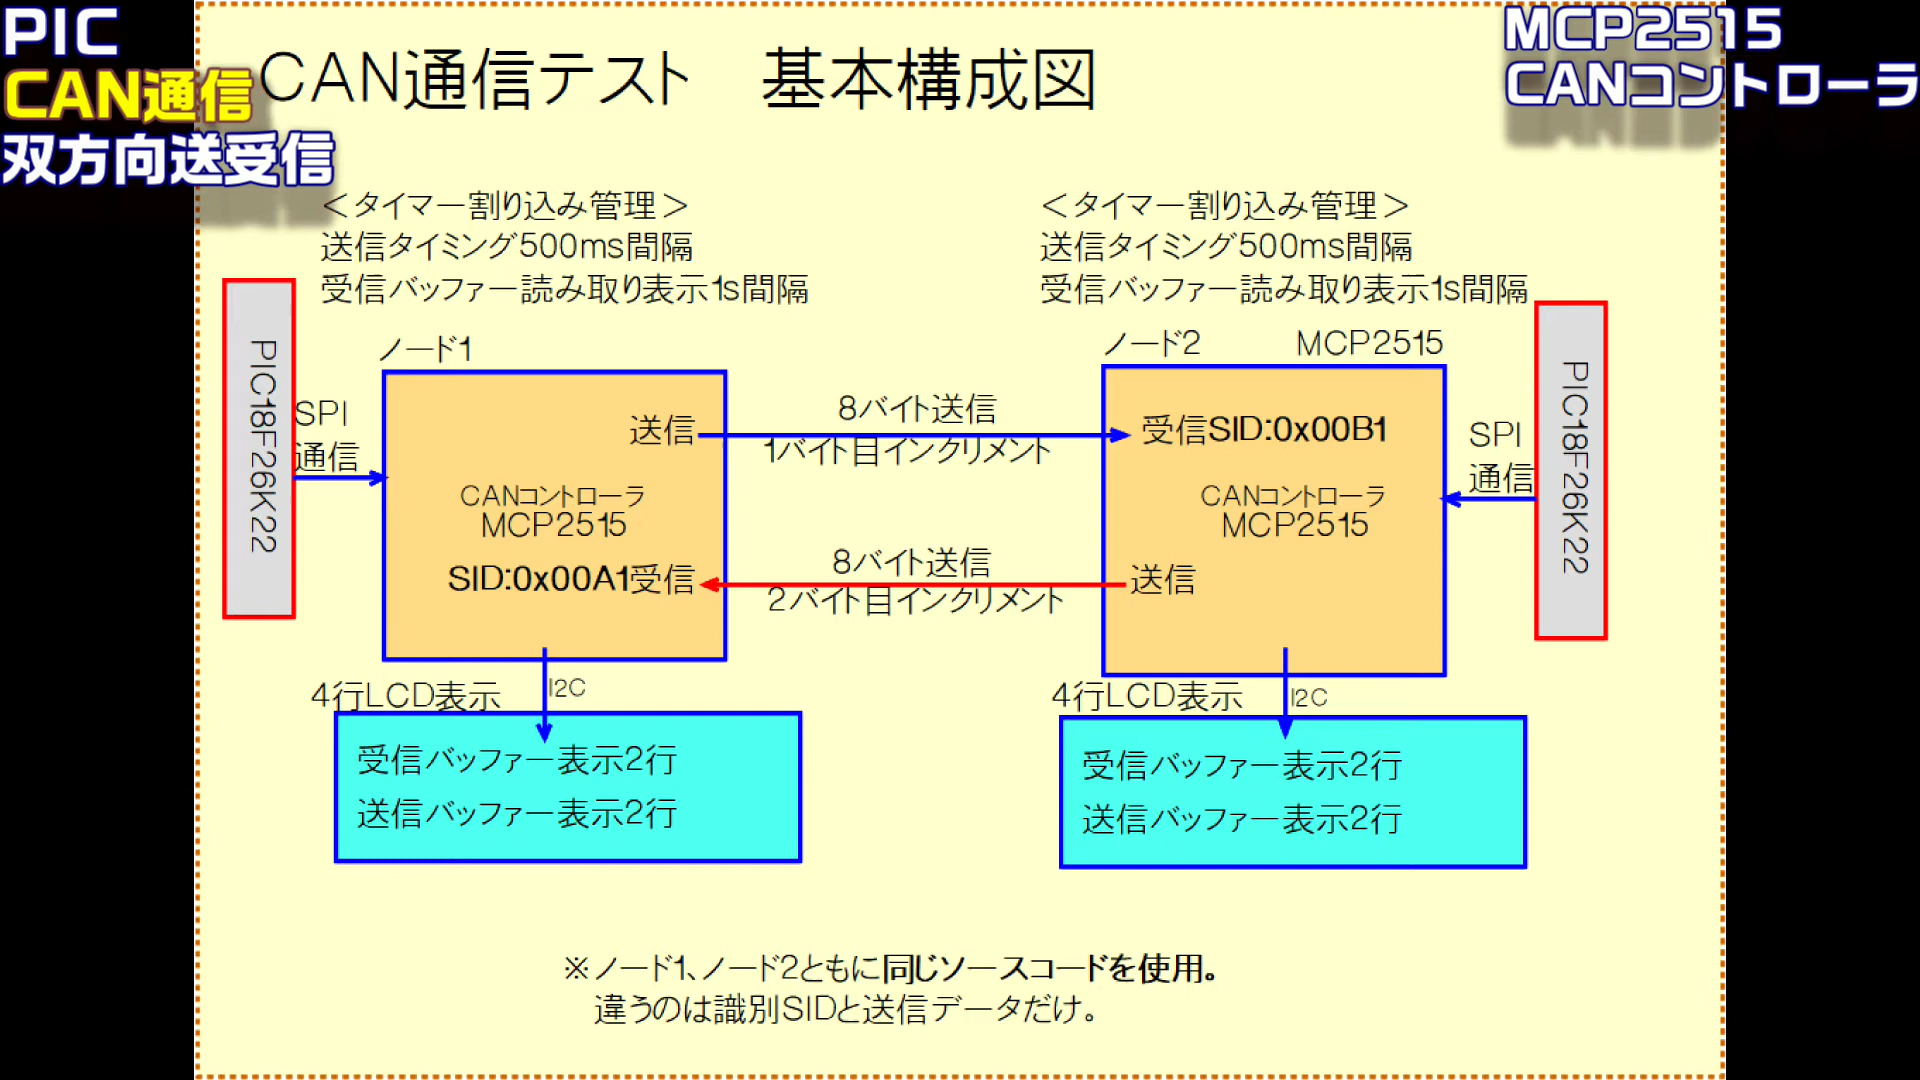 PIC
CAN通信
双方向送受信
MCP2515
CANコントローラ
CAN通信テスト　基本構成図
＜タイマー割り込み管理＞
送信タイミング500ms間隔
受信バッファー読み取り表示1s間隔
＜タイマー割り込み管理＞
送信タイミング500ms間隔
受信バッファー読み取り表示1s間隔
PIC18F26K22
SPI
通信
ノード1
送信
CANコントローラ
MCP2515
SID:0x00A1受信
8バイト送信
1バイト目インクリメント
8バイト送信
2バイト目インクリメント
ノード2
MCP2515
受信SID:0x00B1
CANコントローラ
MCP2515
送信
SPI
通信
PIC18F26K22
4行LCD表示
I2C
受信バッファー表示2行
送信バッファー表示2行
4行LCD表示
I2C
受信バッファー表示2行
送信バッファー表示2行
※ノード1、ノード2ともに同じソースコードを使用。
違うのは識別SIDと送信データだけ。